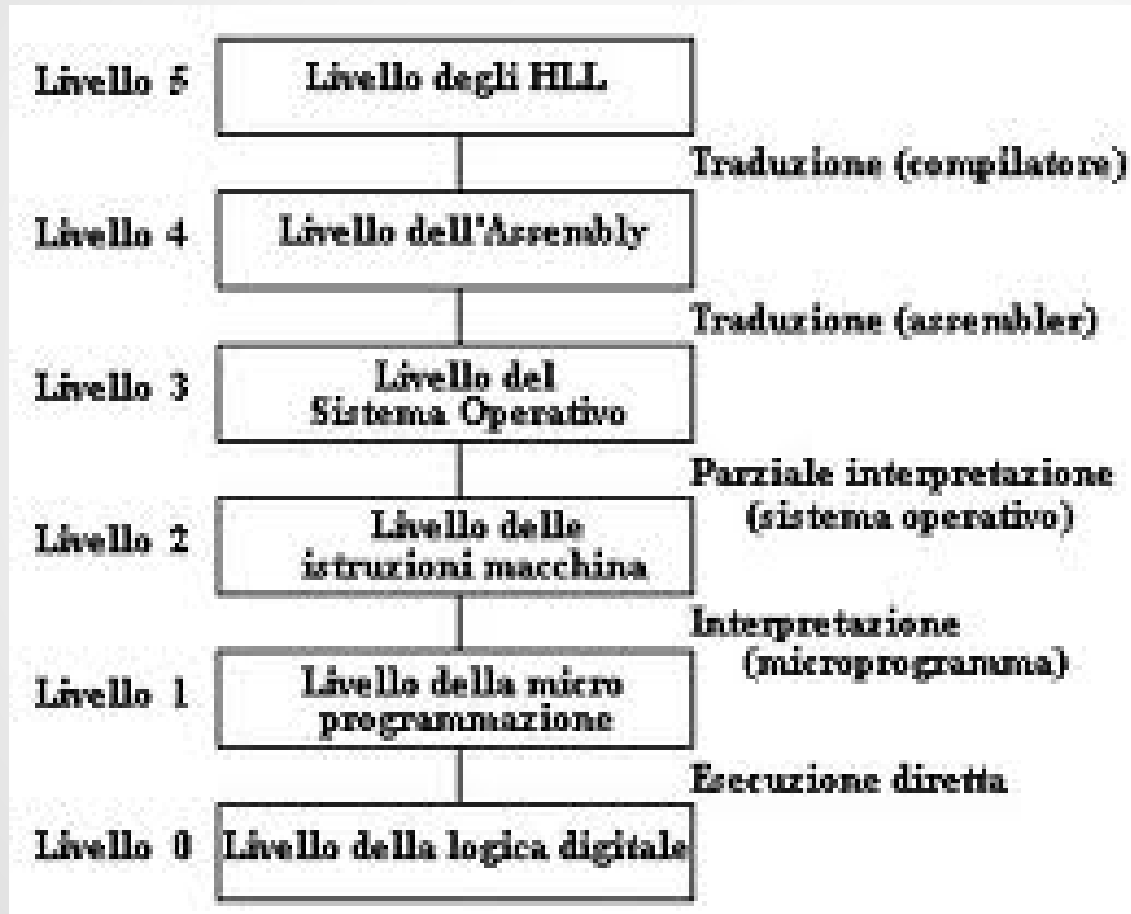 Livello 5
Livello degli HLL
Traduzione (compilatore)
Livello 4
Livello dell'Assembly
Traduzione (assembler)
Livello 3
Livello del
Sistema Operativo
Parziale interpretazione
(sistema operativo)
Livello 2
Livello delle
istruzioni macchina
Interpretazione
(microprogramma)
Livello 1
Livello della micro
programmazione
Esecuzione diretta
Livello 0
Livello della logica digitale